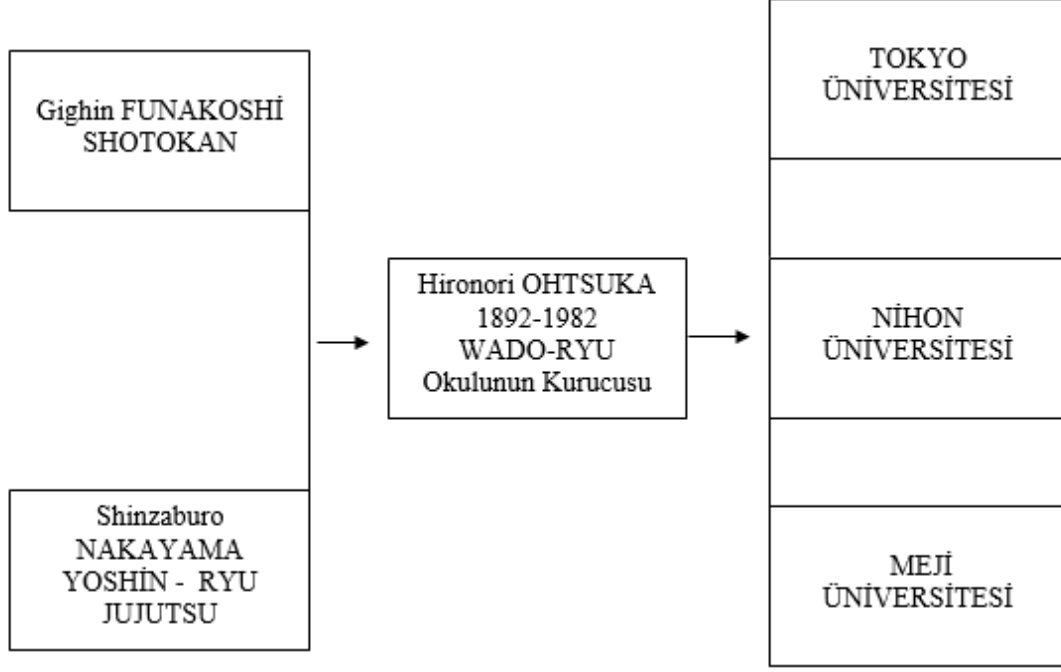 Gighin FUNAKOSHİ
SHOTOKAN
Shinzaburo
NAKAYAMA
YOSHİN - RYU
JUJUTSU
Hironori OHTSUKA
1892-1982
WADO-RYU
Okulunun Kurucusu
TOKYO
ÜNİVERSİTESİ
NİHON
ÜNİVERSİTESİ
MEJİ
ÜNİVERSİTESİ